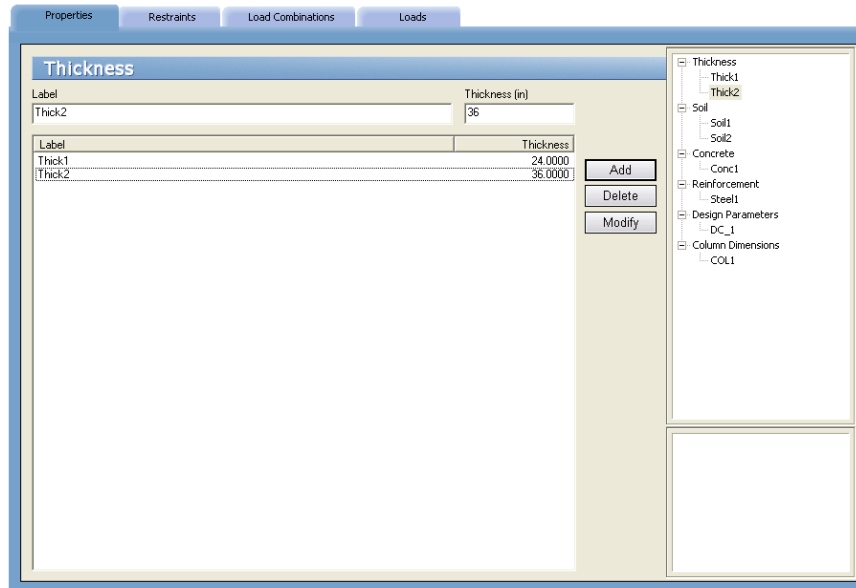 Properties Restraints Load Combinations Loads
Thickness
Label Thickness (in)
Thick2 36
Label Thickness
Thick1 24.0000
Thick2 36.0000
Add
Delete
Modify
Thickness
Thick1
Thick2
Soil
Soil1
Soil2
Concrete
Conc1
Reinforcement
Steel1
Design Parameters
DC_1
Column Dimensions
COL1